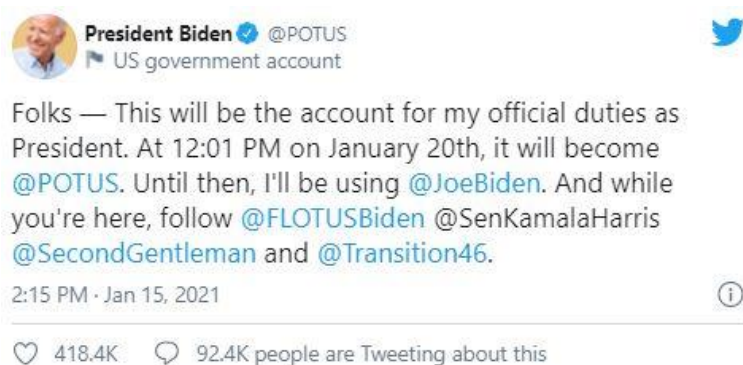 President Biden @POTUS
US government account
Folks — This will be the account for my official duties as
President. At 12:01 PM on January 20th, it will become
@POTUS. Until then, I'll be using @JoeBiden. And while
you're here, follow @FLOTUSBiden @SenKamalaHarris
@SecondGentleman and @Transition46.
2:15 PM · Jan 15, 2021
418.4K 92.4K people are Tweeting about this